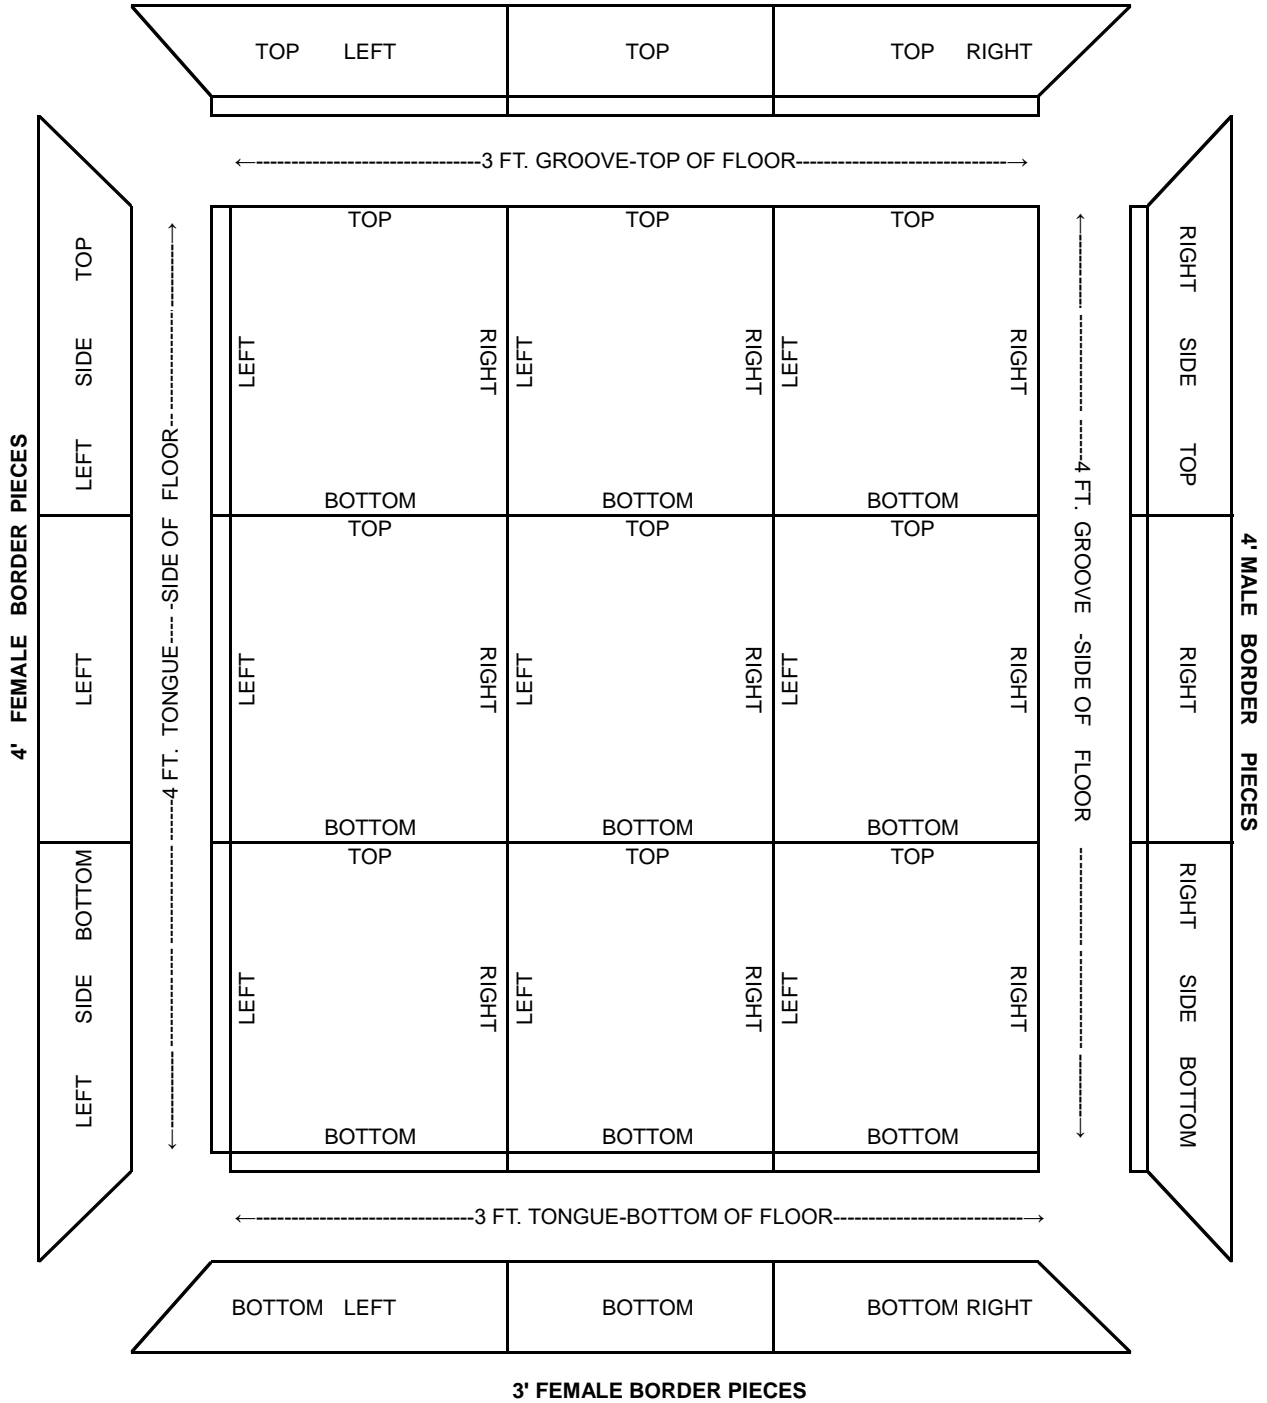 TOP LEFT TOP TOP RIGHT
←--------------------------------3 FT. GROOVE-TOP OF FLOOR--------------------------------→
4' FEMALE BORDER PIECES
LEFT SIDE TOP
LEFT
LEFT SIDE BOTTOM
4 FT. TONGUE---- -SIDE OF FLOOR
TOP TOP TOP
LEFT RIGHT LEFT RIGHT LEFT RIGHT
BOTTOM BOTTOM BOTTOM
TOP TOP TOP
LEFT RIGHT LEFT RIGHT LEFT RIGHT
BOTTOM BOTTOM BOTTOM
TOP TOP TOP
LEFT RIGHT LEFT RIGHT LEFT RIGHT
BOTTOM BOTTOM BOTTOM
4 FT. GROOVE -SIDE OF FLOOR
RIGHT SIDE TOP
RIGHT
RIGHT SIDE BOTTOM
4' MALE BORDER PIECES
←--------------------------------3 FT. TONGUE-BOTTOM OF FLOOR-----------------------------→
BOTTOM LEFT BOTTOM BOTTOM RIGHT
3' FEMALE BORDER PIECES